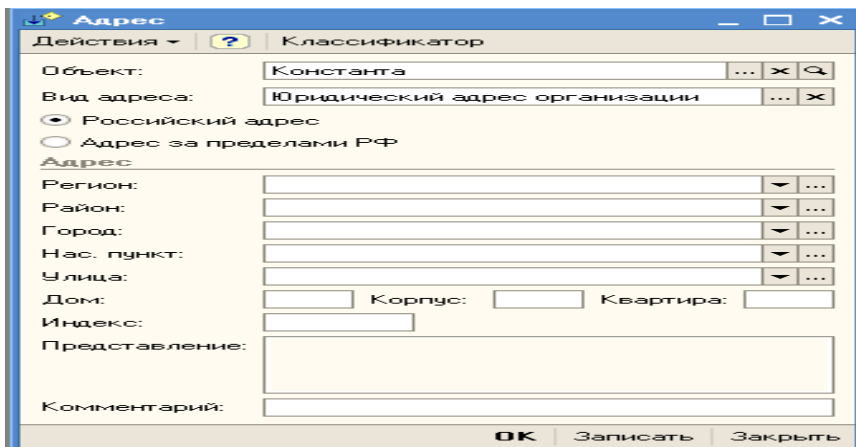 Адрес
Действия ? Классификатор
Объект: Константа ...
Вид адреса: Юридический адрес организации ...
Российский адрес
Адрес за пределами РФ
Адрес
Регион: ...
Район: ...
Город: ...
Нас. пункт: ...
Улица: ...
Дом: Корпус: Квартира:
Индекс:
Представление:
Комментарий:
OK Записать Закрыть